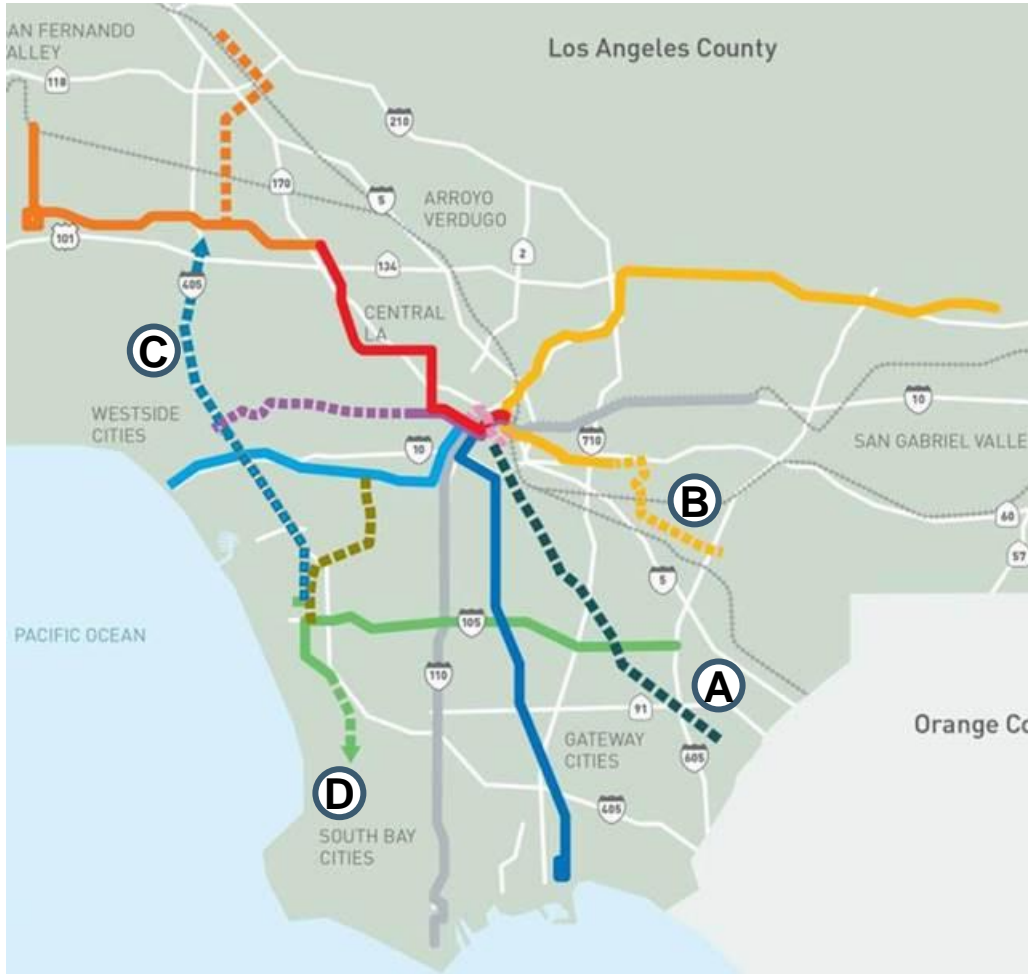 AN FERNANDO
ALLEY
Los Angeles County
118
210
170
5
ARROYO
VERDUGO
101
2
134
405
CENTRAL
LA
C
WESTSIDE
CITIES
10
10
710
SAN GABRIEL VALLE
B
60
57
5
PACIFIC OCEAN
105
110
A
91
Orange Co
GATEWAY
CITIES
605
D
405
SOUTH BAY
CITIES